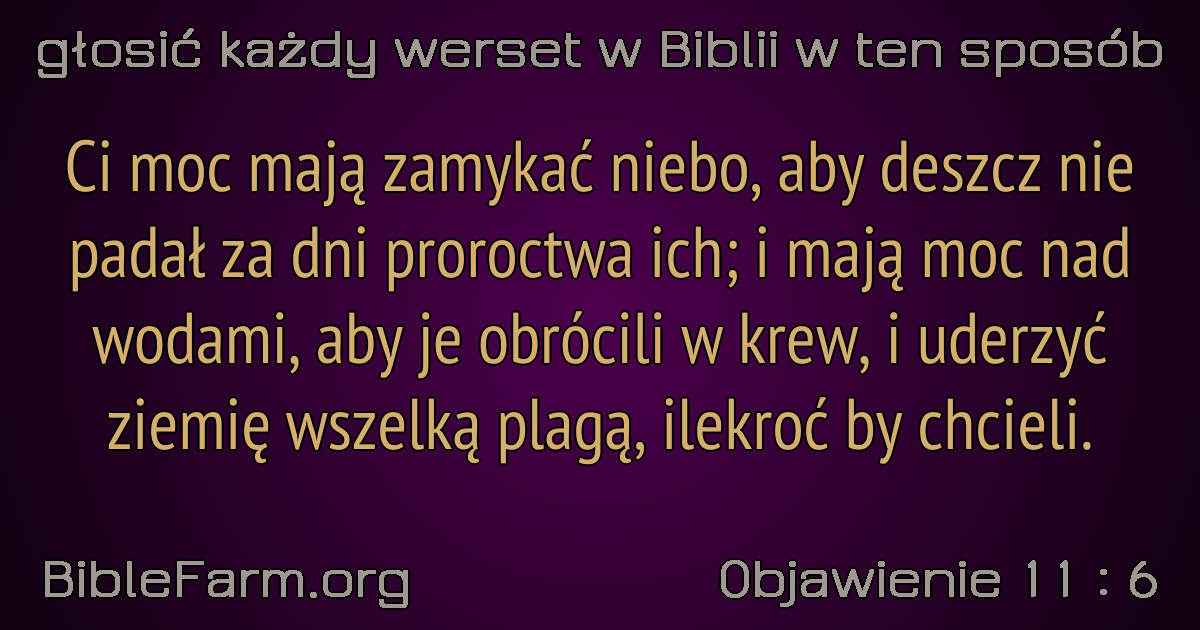 głosić każdy werset w Biblii w ten sposób
Ci moc mają zamykać niebo, aby deszcz nie
padał za dni proroctwa ich; i mają moc nad
wodami, aby je obrócili w krew, i uderzyć
ziemię wszelką plagą, ilekroć by chcieli.
BibleFarm.org
Objawienie 11 : 6